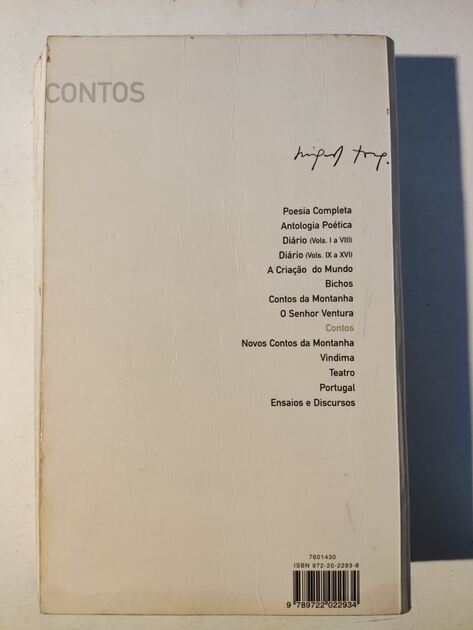 CONTOS
Miguel Torga.
Poesia Completa
Antologia Poética
Diário (Vols. I a VIII)
Diário (Vols. IX a XVI)
A Criação do Mundo
Bichos
Contos da Montanha
O Senhor Ventura
Contos
Novos Contos da Montanha
Vindima
Teatro
Portugal
Ensaios e Discursos
7601430
ISBN 972-20-2293-8
9 789722 022934